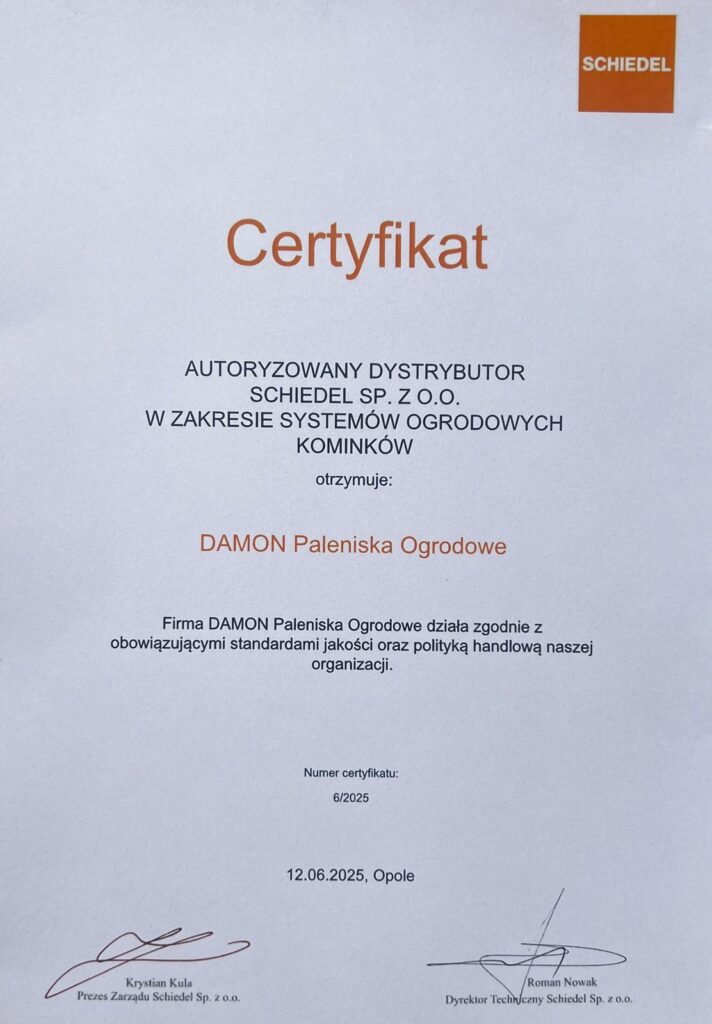 SCHIEDEL
Certyfikat
AUTORYZOWANY DYSTRYBUTOR
SCHIEDEL SP. Z O.O.
W ZAKRESIE SYSTEMÓW OGRODOWYCH
KOMINKÓW
otrzymuje:
DAMON Paleniska Ogrodowe
Firma DAMON Paleniska Ogrodowe działa zgodnie z
obowiązującymi standardami jakości oraz polityką handlową naszej
organizacji.
Numer certyfikatu:
6/2025
12.06.2025, Opole
Krystian Kula
Prezes Zarządu Schiedel Sp. z o.o.
Roman Nowak
Dyrektor Techniczny Schiedel Sp. z o.o.